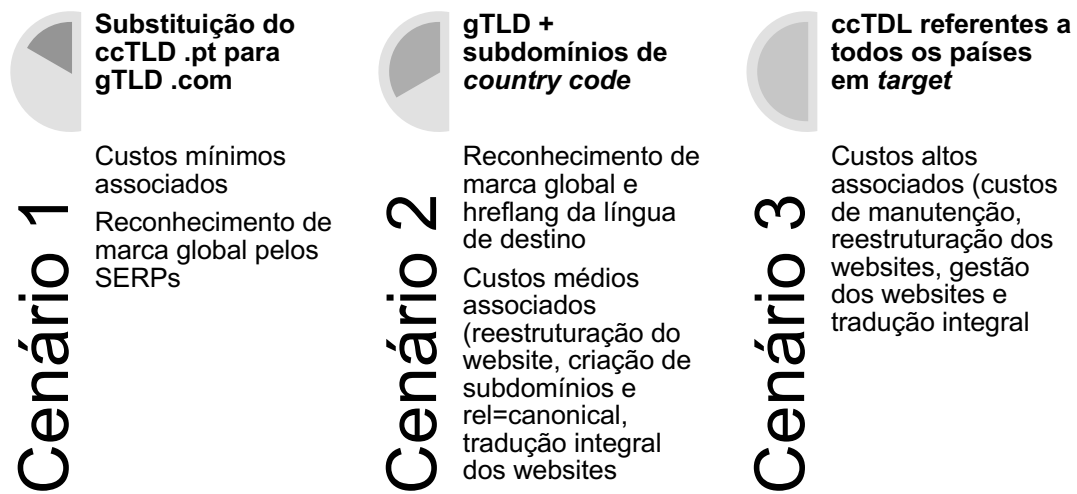 Cenário 1
Substituição do
ccTLD .pt para
gTLD .com
Custos mínimos
associados
Reconhecimento de
marca global pelos
SERPs
Cenário 2
gTLD +
subdomínios de
country code
Reconhecimento de
marca global e
hreflang da língua
de destino
Custos médios
associados
(reestruturação do
website, criação de
subdomínios e
rel=canonical,
tradução integral
dos websites
Cenário 3
ccTDL referentes a
todos os países
em target
Custos altos
associados (custos
de manutenção,
reestruturação dos
websites, gestão
dos websites e
tradução integral